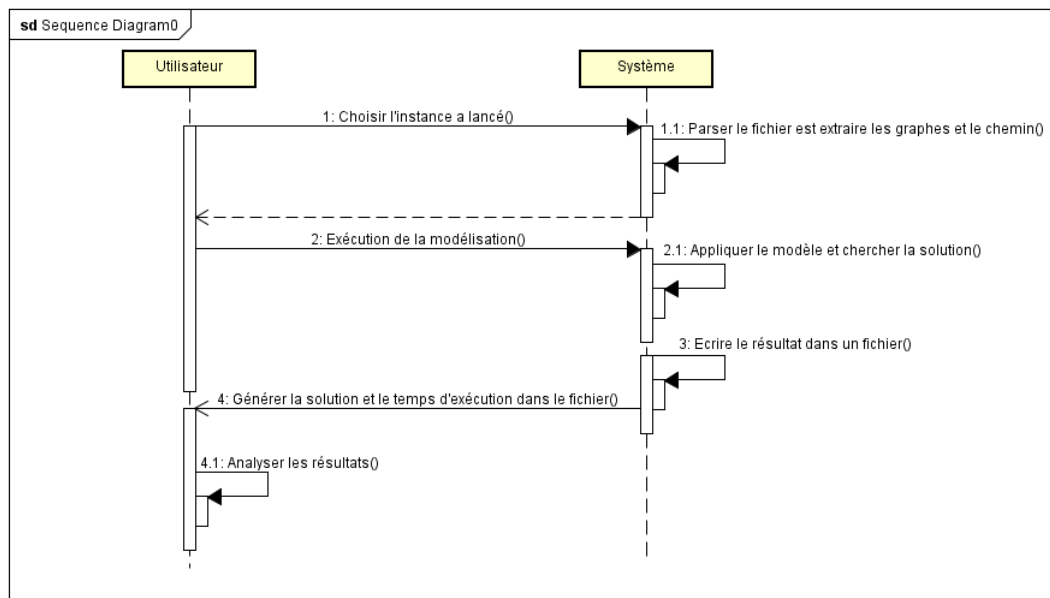 sd Sequence Diagram0
Utilisateur
Système
1: Choisir l'instance a lancé()
1.1: Parser le fichier est extraire les graphes et le chemin()
2: Exécution de la modélisation()
2.1: Appliquer le modèle et chercher la solution()
3: Ecrire le résultat dans un fichier()
4: Générer la solution et le temps d'exécution dans le fichier()
4.1: Analyser les résultats()